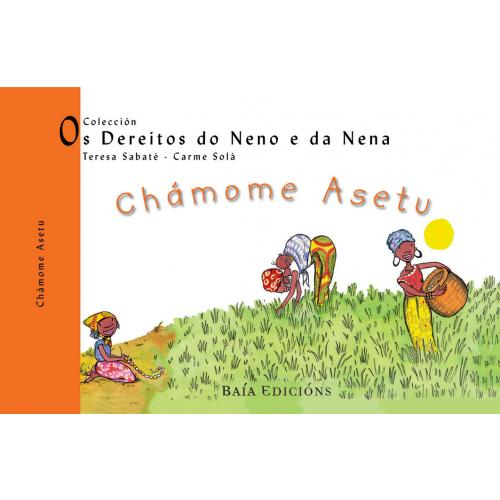 Colección
Os Dereitos do Neno e da Nena
Teresa Sabaté - Carme Solà
Chámome Asetu
Chámome Asetu
BAÍA EDICIÓNS